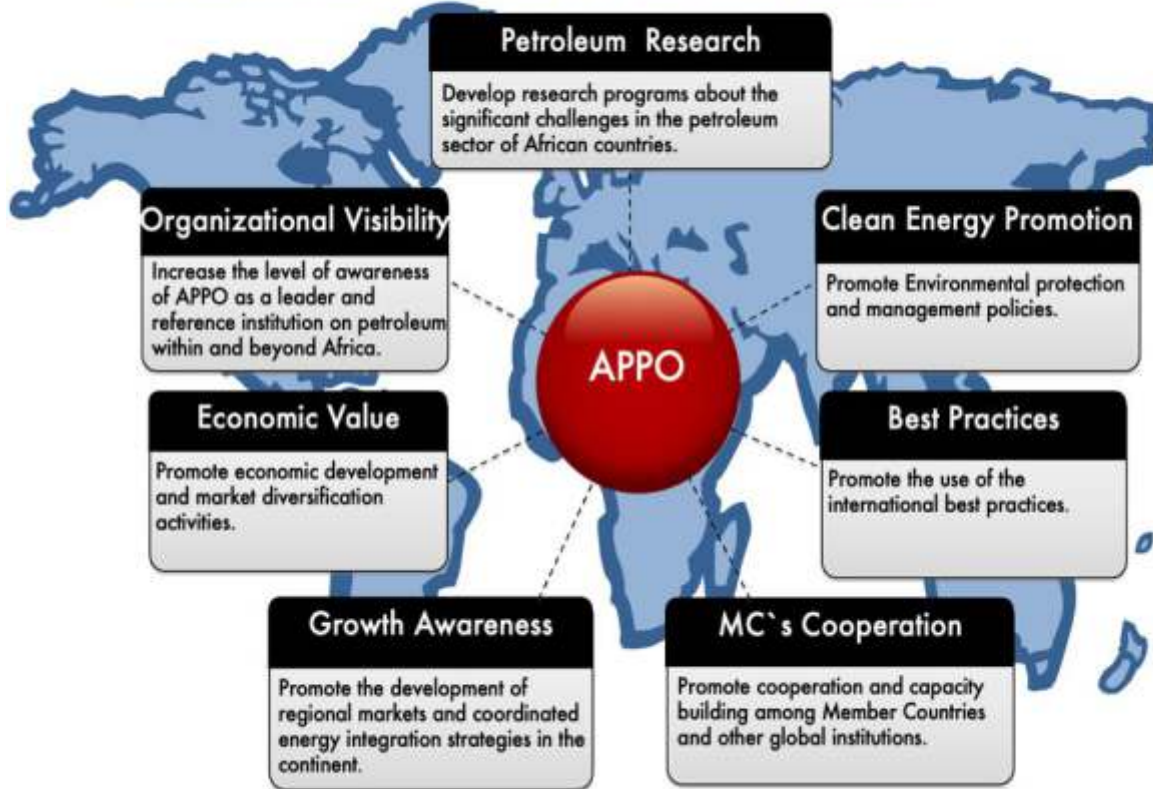 Petroleum Research
Develop research programs about the
significant challenges in the petroleum
sector of African countries.
Organizational Visibility
Increase the level of awareness
of APPO as a leader and
reference institution on petroleum
within and beyond Africa.
Clean Energy Promotion
Promote Environmental protection
and management policies.
APPO
Economic Value
Promote economic development
and market diversification
activities.
Best Practices
Promote the use of the
international best practices.
Growth Awareness
Promote the development of
regional markets and coordinated
energy integration strategies in the
continent.
MC`s Cooperation
Promote cooperation and capacity
building among Member Countries
and other global institutions.